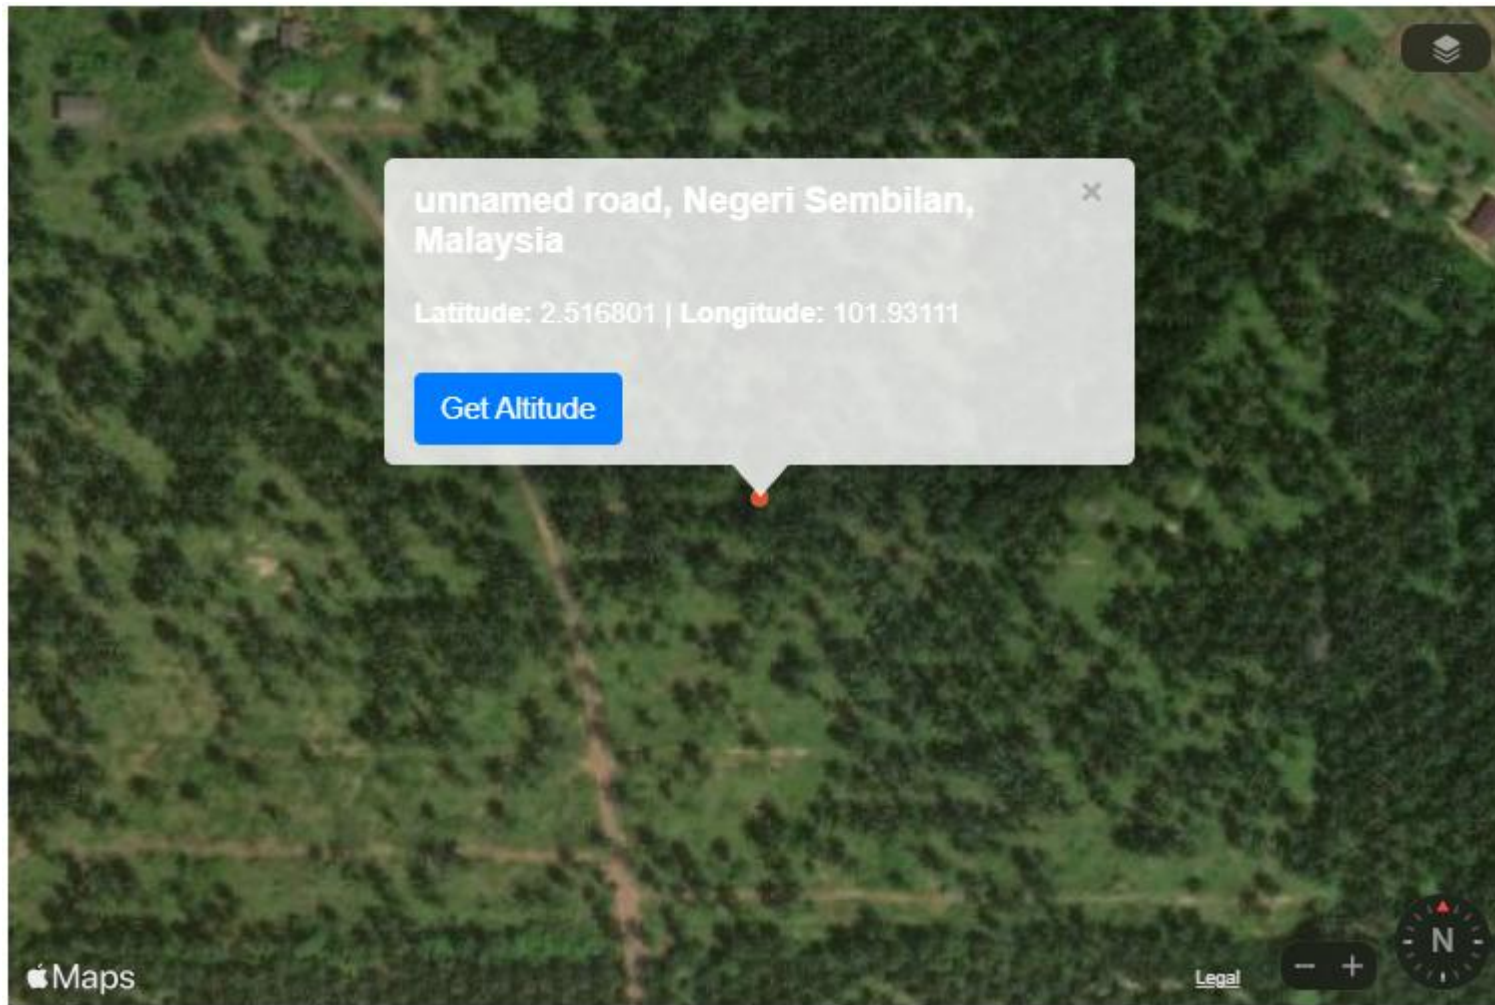 unnamed road, Negeri Sembilan,
Malaysia
×
Latitude: 2.516801 | Longitude: 101.93111
Get Altitude
Maps
Legal
− +
N